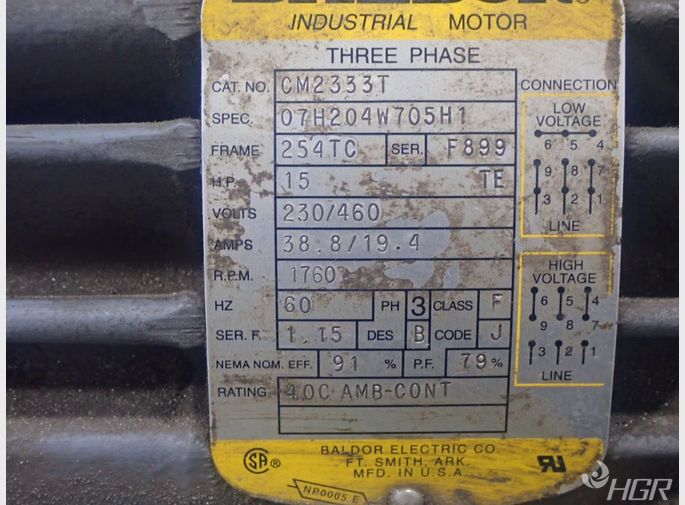 BALDOR
INDUSTRIAL MOTOR
THREE PHASE
CAT. NO. CM2333T
SPEC. 07H204W705H1
FRAME 254TC SER. F899
H.P. 15 TE
VOLTS 230/460
AMPS 38.8/19.4
R.P.M. 1760
HZ 60 PH 3 CLASS F
SER. F. 1.15 DES B CODE J
NEMA NOM. EFF. 91 % P.F. 79 %
RATING 40C AMB-CONT
CONNECTION
LOW
VOLTAGE
6 5 4
9 8 7
3 2 1
LINE
HIGH
VOLTAGE
6 5 4
9 8 7
3 2 1
LINE
BALDOR ELECTRIC CO.
FT. SMITH, ARK.
MFD. IN U.S.A.
SA ®
NP0005 E
HGR